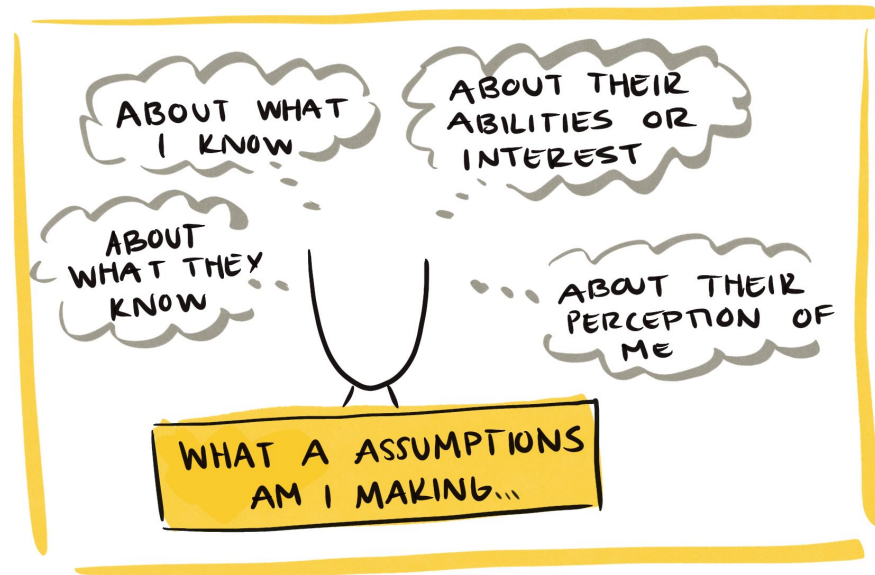 ABOUT WHAT
I KNOW
ABOUT THEIR
ABILITIES OR
INTEREST
ABOUT
WHAT THEY
KNOW
ABOUT THEIR
PERCEPTION OF
ME
WHAT A ASSUMPTIONS
AM I MAKING...